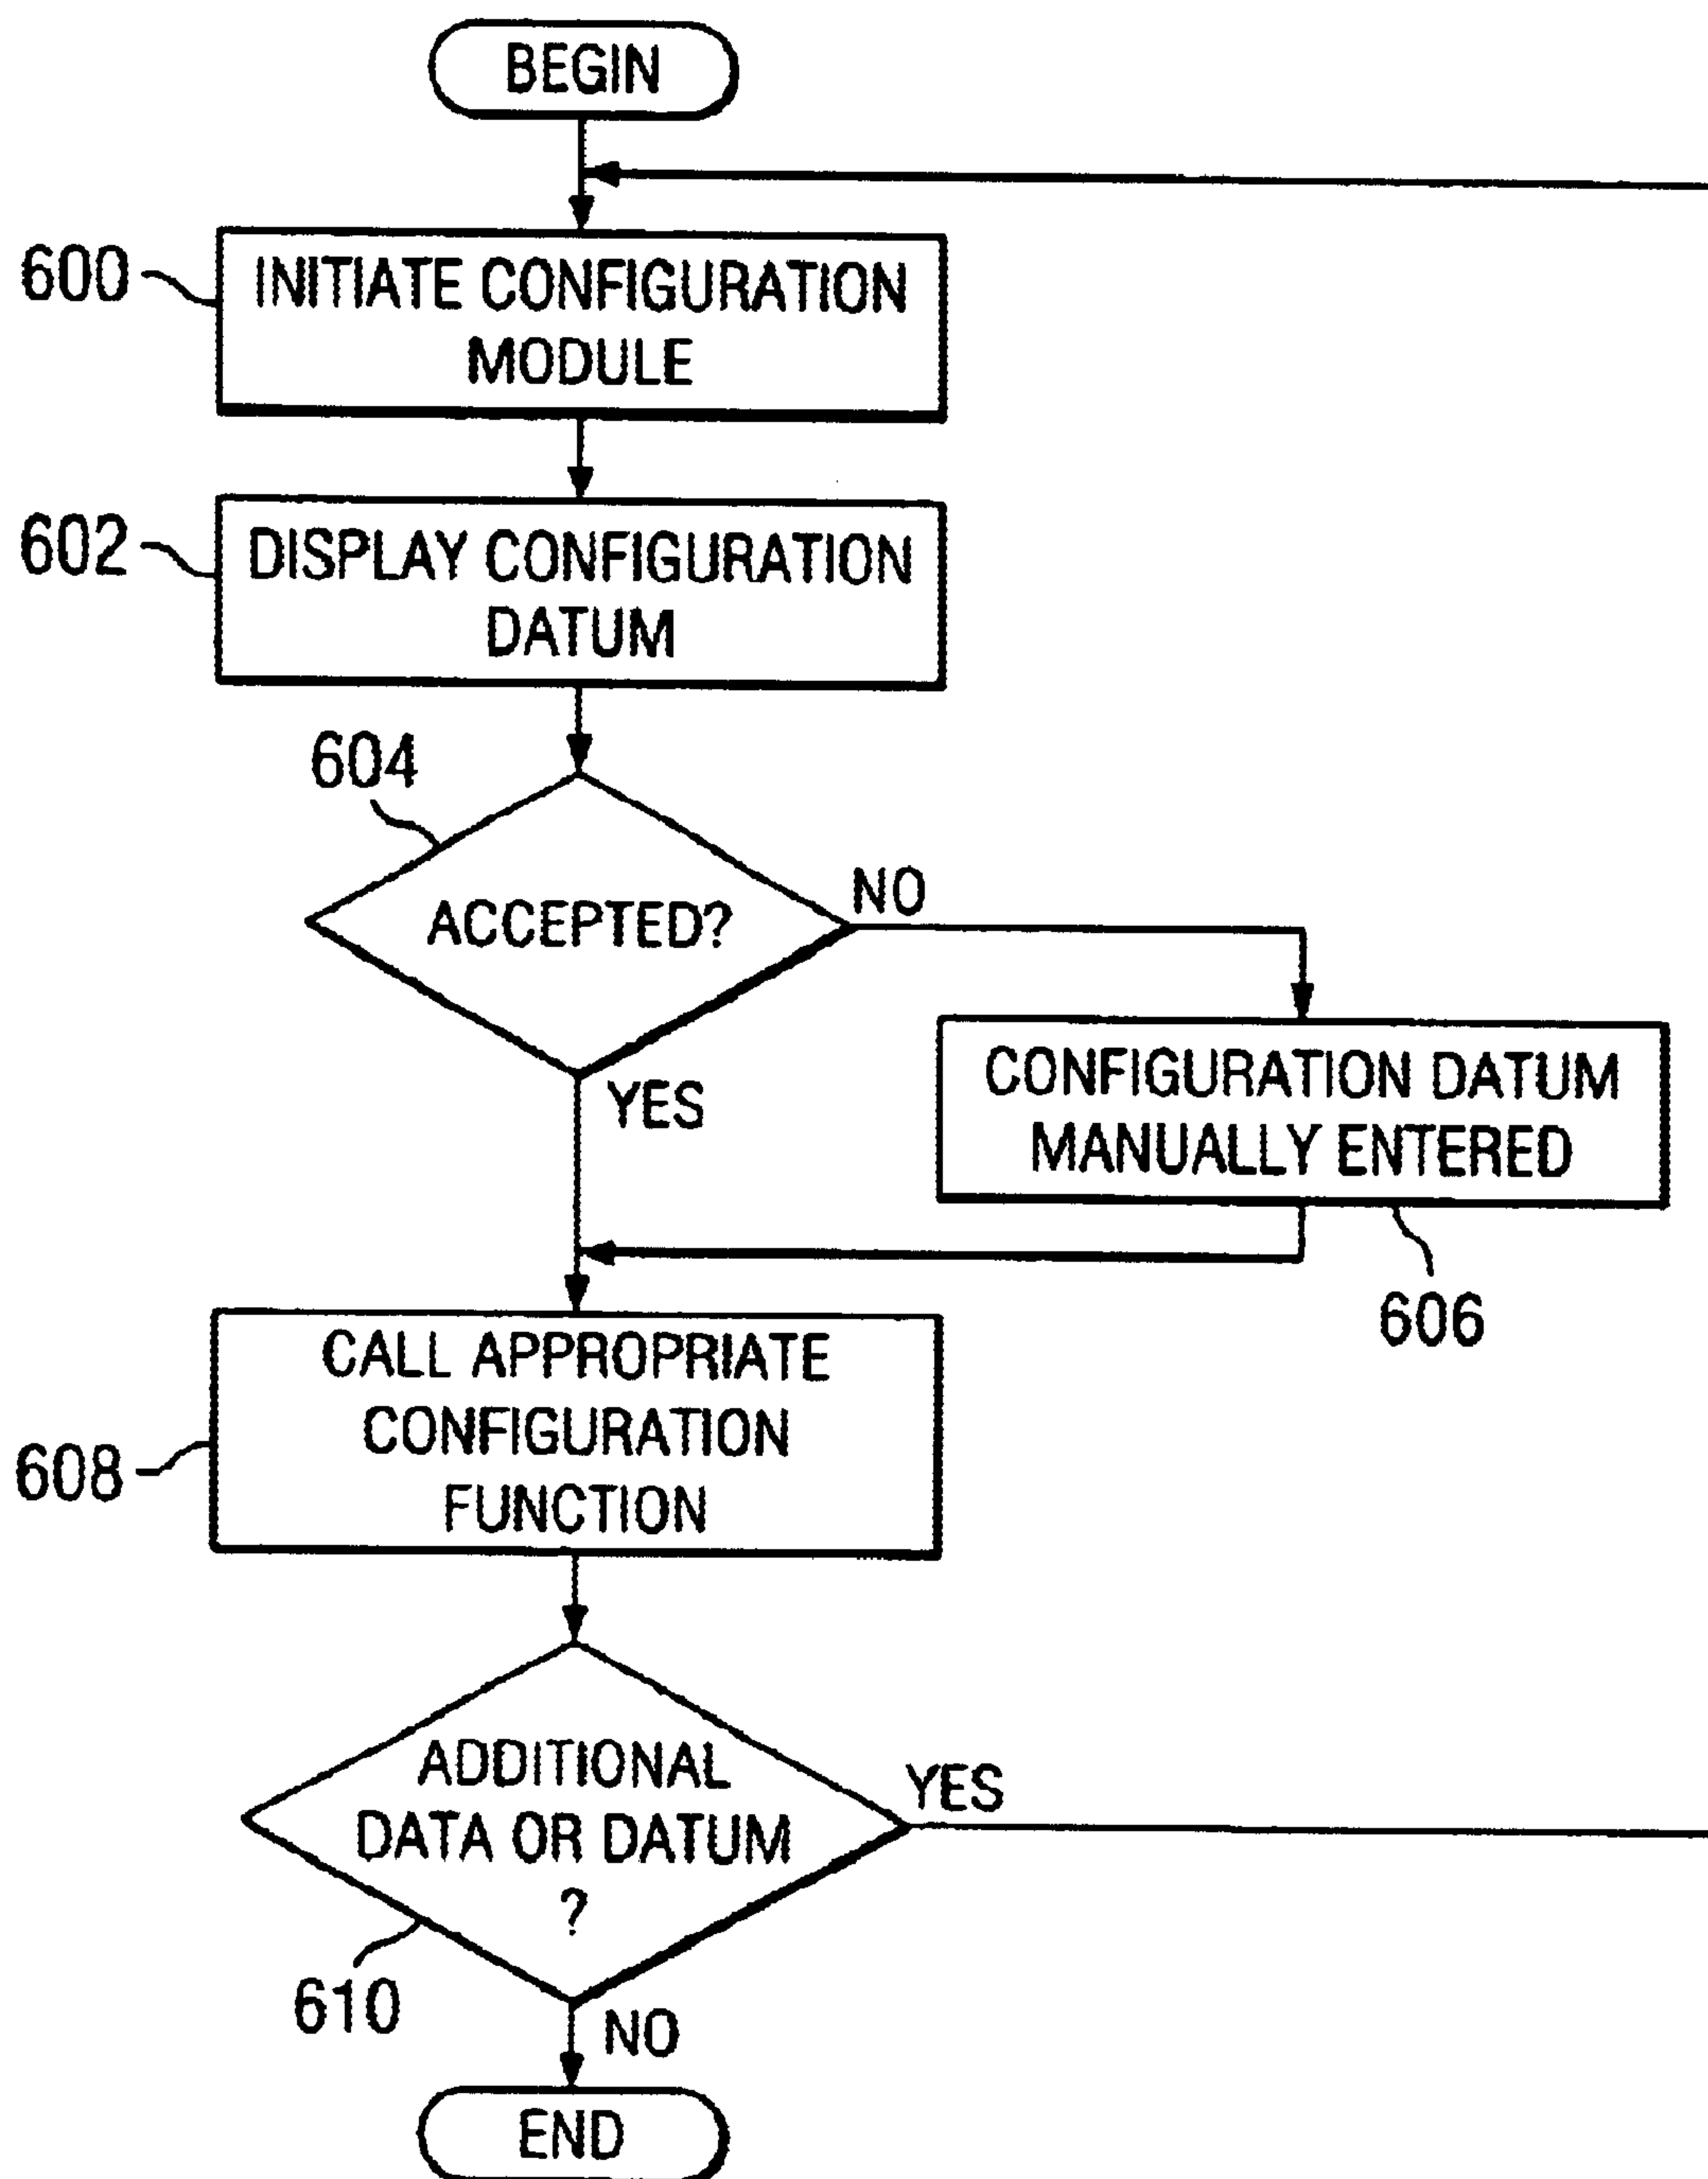 BEGIN
600
INITIATE CONFIGURATION
MODULE
602
DISPLAY CONFIGURATION
DATUM
604
ACCEPTED?
NO
YES
CONFIGURATION DATUM
MANUALLY ENTERED
606
608
CALL APPROPRIATE
CONFIGURATION
FUNCTION
ADDITIONAL
DATA OR DATUM
?
YES
610
NO
END